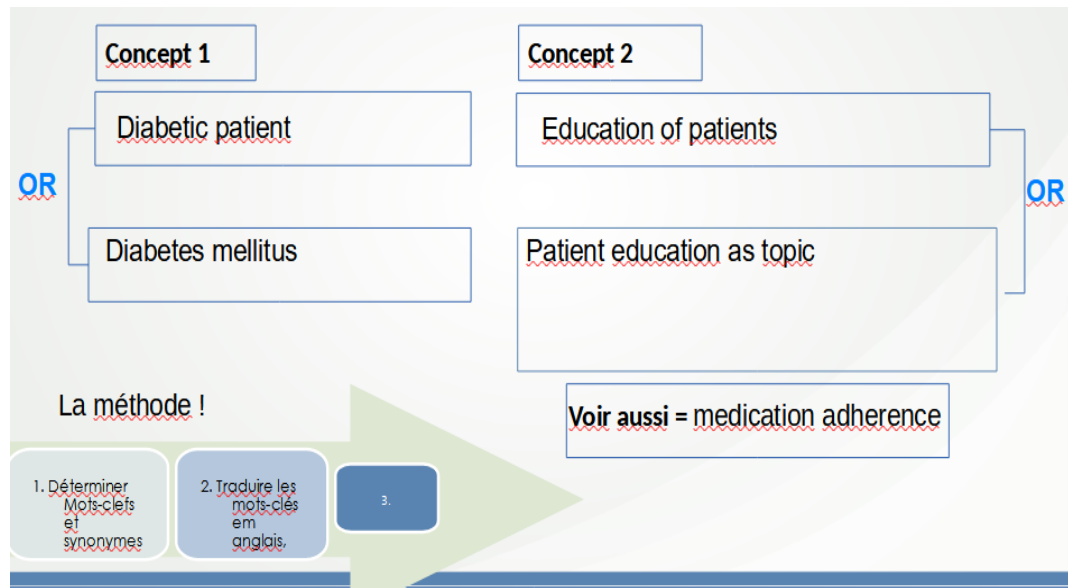 Concept 1
Concept 2
Diabetic patient
Education of patients
OR
OR
Diabetes mellitus
Patient education as topic
La méthode !
Voir aussi = medication adherence
1. Déterminer
Mots-clefs
et
synonymes
2. Traduire les
mots-clés
em
anglais,
3.